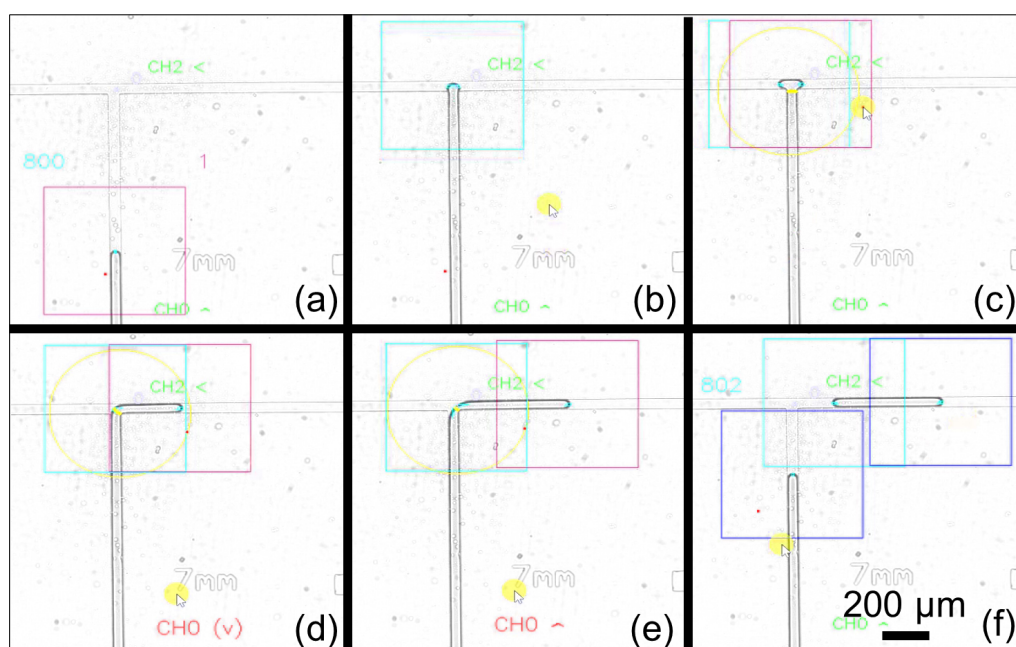 CH2 <
800
1
7mm
CH0 ^
(a)
CH2 <
7mm
(b)
CH2 <
7mm
CH0 ^
(c)
CH2 <
7mm
CH0 (v)
(d)
CH2 <
7mm
CH0 ^
(e)
802
CH2 <
7mm
200 µm
CH0 ^
(f)